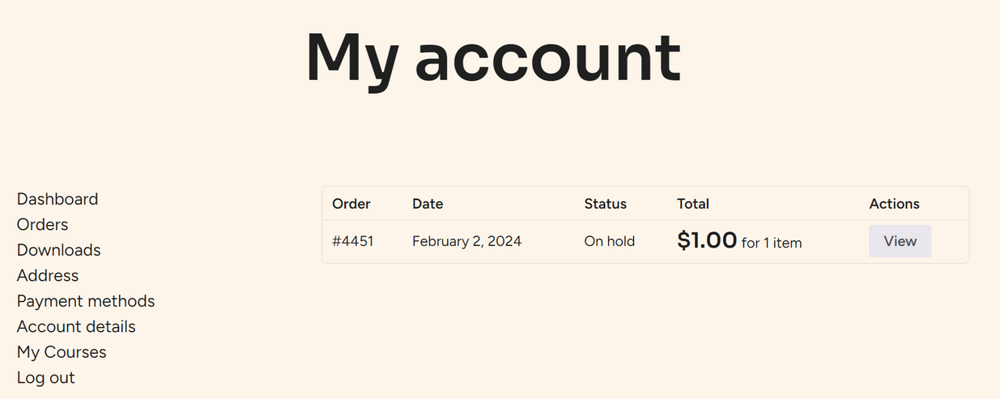 My account
Dashboard
Orders
Downloads
Address
Payment methods
Account details
My Courses
Log out
Order Date Status Total Actions
#4451 February 2, 2024 On hold $1.00 for 1 item View